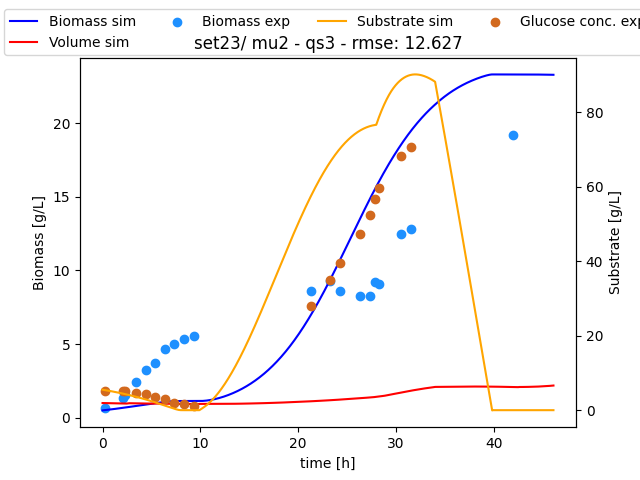 Biomass sim Biomass exp Substrate sim Glucose conc. exp
Volume sim
set23/ mu2 - qs3 - rmse: 12.627
Biomass [g/L]
20
15
10
5
0
80
60
40
20
0
Substrate [g/L]
0 10 20 30 40
time [h]